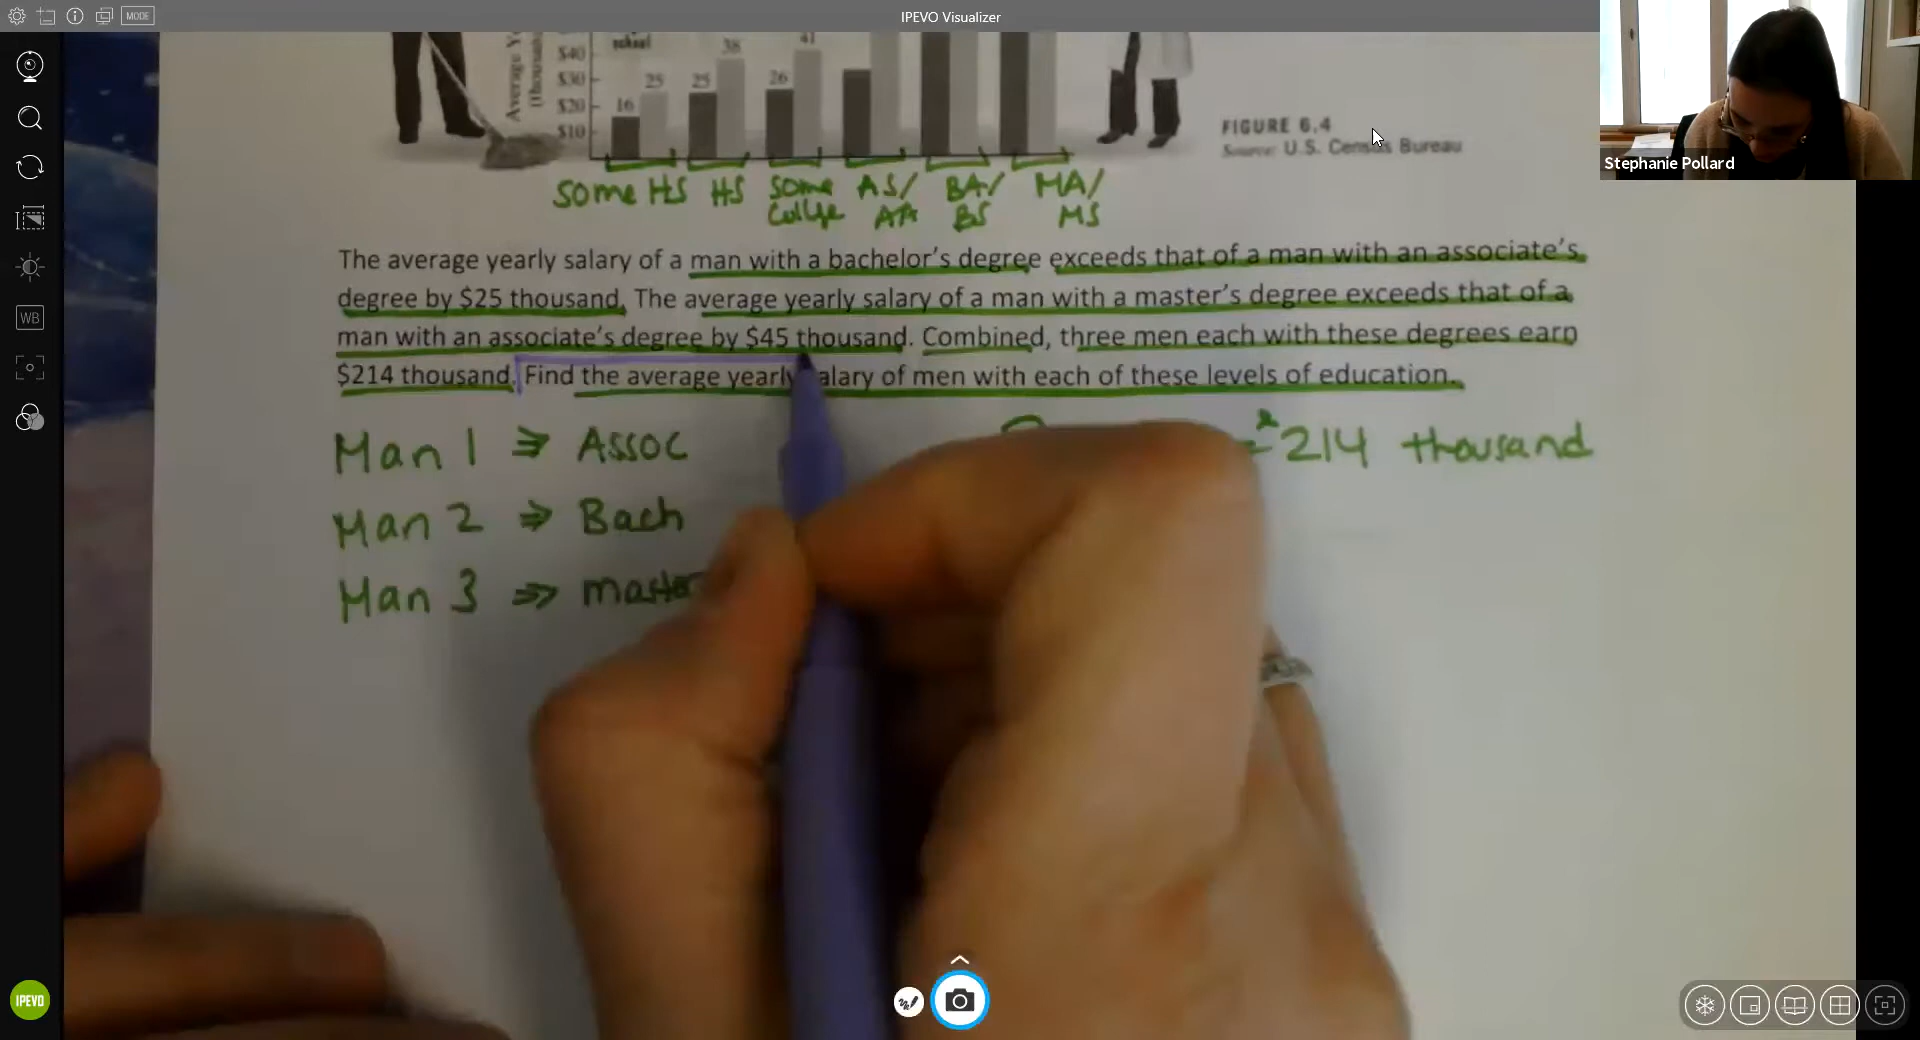 MODE
IPEVO Visualizer
Average Y
(thousan
school
$40
$30
$20
$10
16
25
25
38
26
41
FIGURE 6.4
Source: U.S. Census Bureau
Stephanie Pollard
Some HS HS Some College AS/ AA BA/ BS MA/ MS
The average yearly salary of a man with a bachelor's degree exceeds that of a man with an associate's
degree by $25 thousand. The average yearly salary of a man with a master's degree exceeds that of a
man with an associate's degree by $45 thousand. Combined, three men each with these degrees earn
$214 thousand. Find the average yearly salary of men with each of these levels of education.
Man 1 ⇒ Assoc
= 214 thousand
Man 2 ⇒ Bach
Man 3 ⇒ master
WB
IPEVO